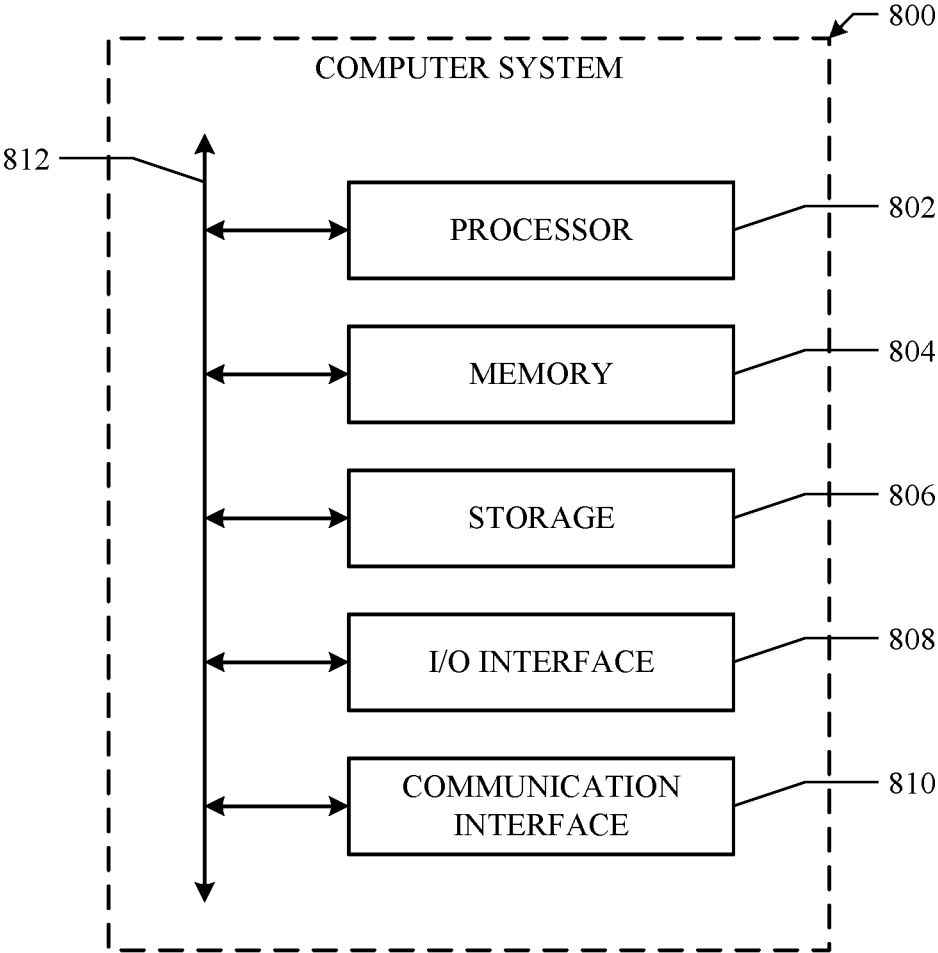 800
COMPUTER SYSTEM
812
PROCESSOR
802
MEMORY
804
STORAGE
806
I/O INTERFACE
808
COMMUNICATION
INTERFACE
810